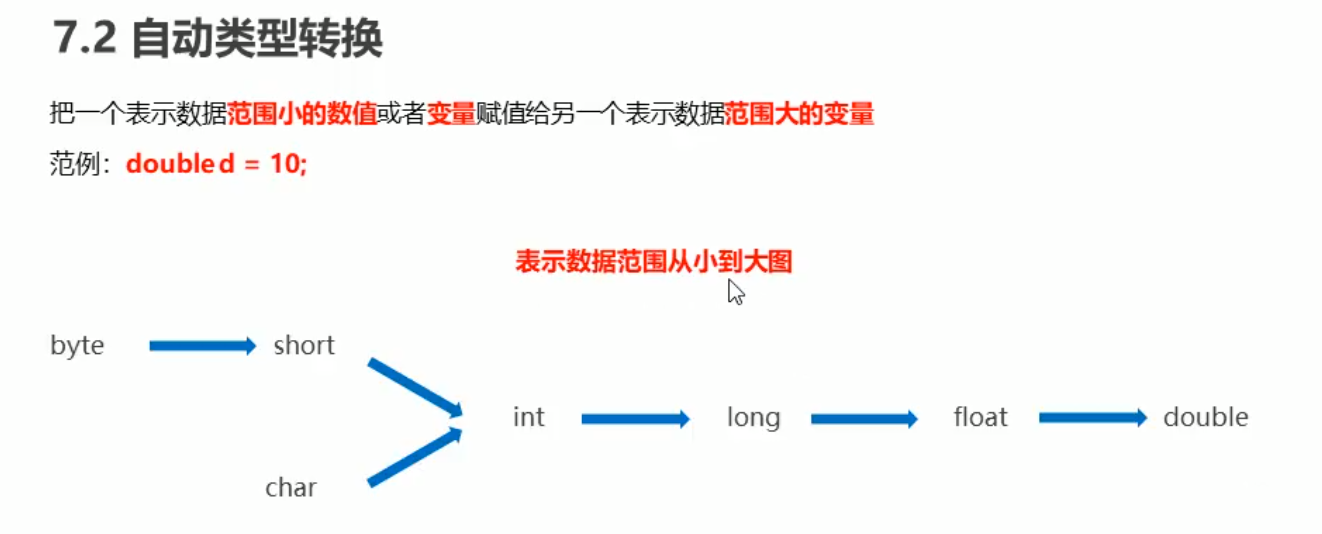 7.2 自动类型转换
把一个表示数据范围小的数值或者变量赋值给另一个表示数据范围大的变量
范例：double d = 10;
表示数据范围从小到大图
byte short
int long float double
char